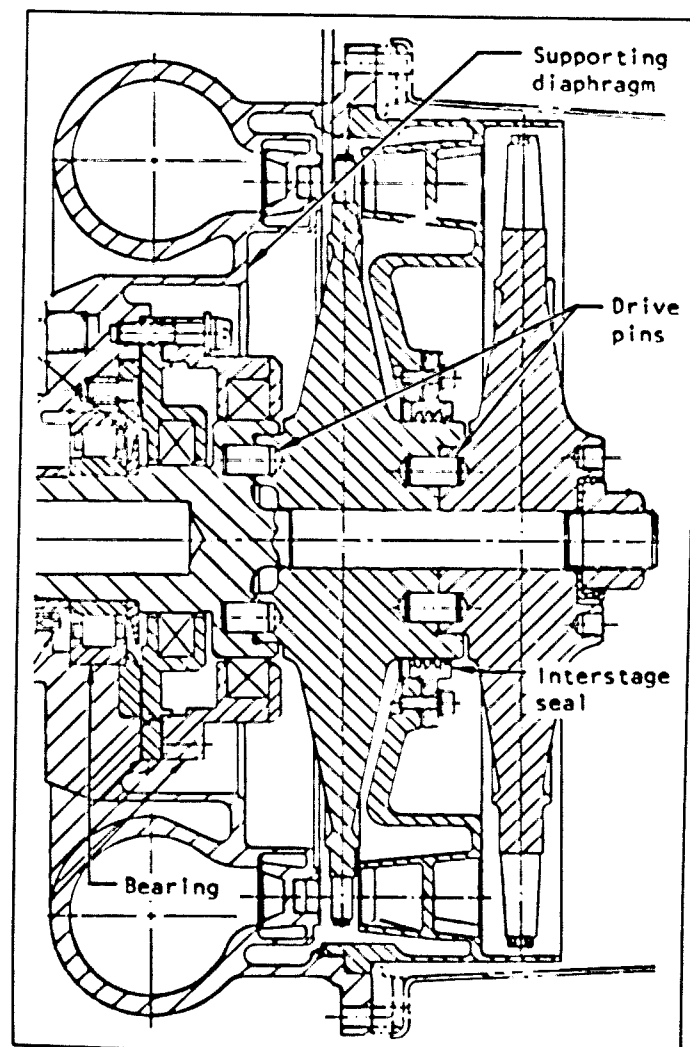 Supporting
diaphragm
Drive
pins
Interstage
seal
Bearing